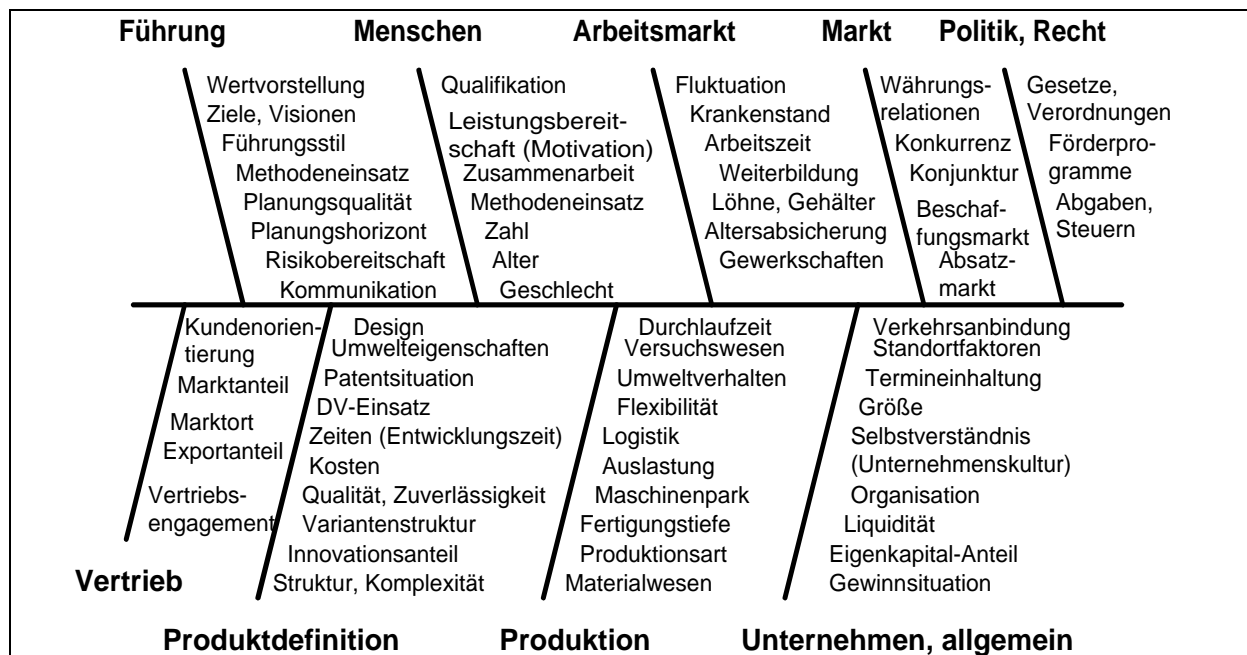 Führung
Menschen
Arbeitsmarkt
Markt
Politik, Recht
Wertvorstellung
Ziele, Visionen
Führungsstil
Methodeneinsatz
Planungsqualität
Planungshorizont
Risikobereitschaft
Kommunikation
Qualifikation
Leistungsbereit-
schaft (Motivation)
Zusammenarbeit
Methodeneinsatz
Zahl
Alter
Geschlecht
Fluktuation
Krankenstand
Arbeitszeit
Weiterbildung
Löhne, Gehälter
Altersabsicherung
Gewerkschaften
Währungs-
relationen
Konkurrenz
Konjunktur
Beschaf-
fungsmarkt
Absatz-
markt
Gesetze,
Verordnungen
Förderpro-
gramme
Abgaben,
Steuern
Kundenorien-
tierung
Marktanteil
Marktort
Exportanteil
Vertriebs-
engagement
Vertrieb
Design
Umwelteigenschaften
Patentsituation
DV-Einsatz
Zeiten (Entwicklungszeit)
Kosten
Qualität, Zuverlässigkeit
Variantenstruktur
Innovationsanteil
Struktur, Komplexität
Produktdefinition
Durchlaufzeit
Versuchswesen
Umweltverhalten
Flexibilität
Logistik
Auslastung
Maschinenpark
Fertigungstiefe
Produktionsart
Materialwesen
Produktion
Verkehrsanbindung
Standortfaktoren
Termineinhaltung
Größe
Selbstverständnis
(Unternehmenskultur)
Organisation
Liquidität
Eigenkapital-Anteil
Gewinnsituation
Unternehmen, allgemein